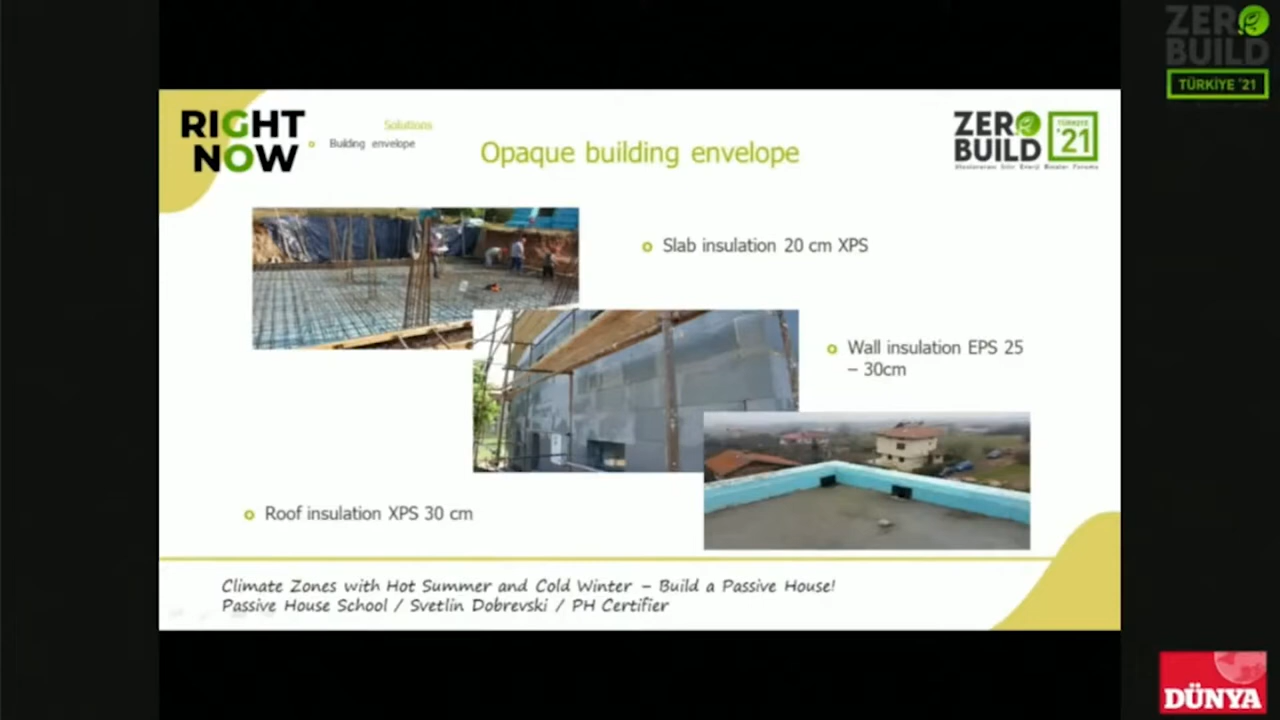 ZERO
BUILD
TÜRKİYE '21
RIGHT
NOW
Solutions
Building envelope
Opaque building envelope
ZERO
BUILD
TÜRKİYE
'21
Slab insulation 20 cm XPS
Wall insulation EPS 25
– 30cm
Roof insulation XPS 30 cm
Climate Zones with Hot Summer and Cold Winter – Build a Passive House!
Passive House School / Svetlin Dobrevski / PH Certifier
DÜNYA